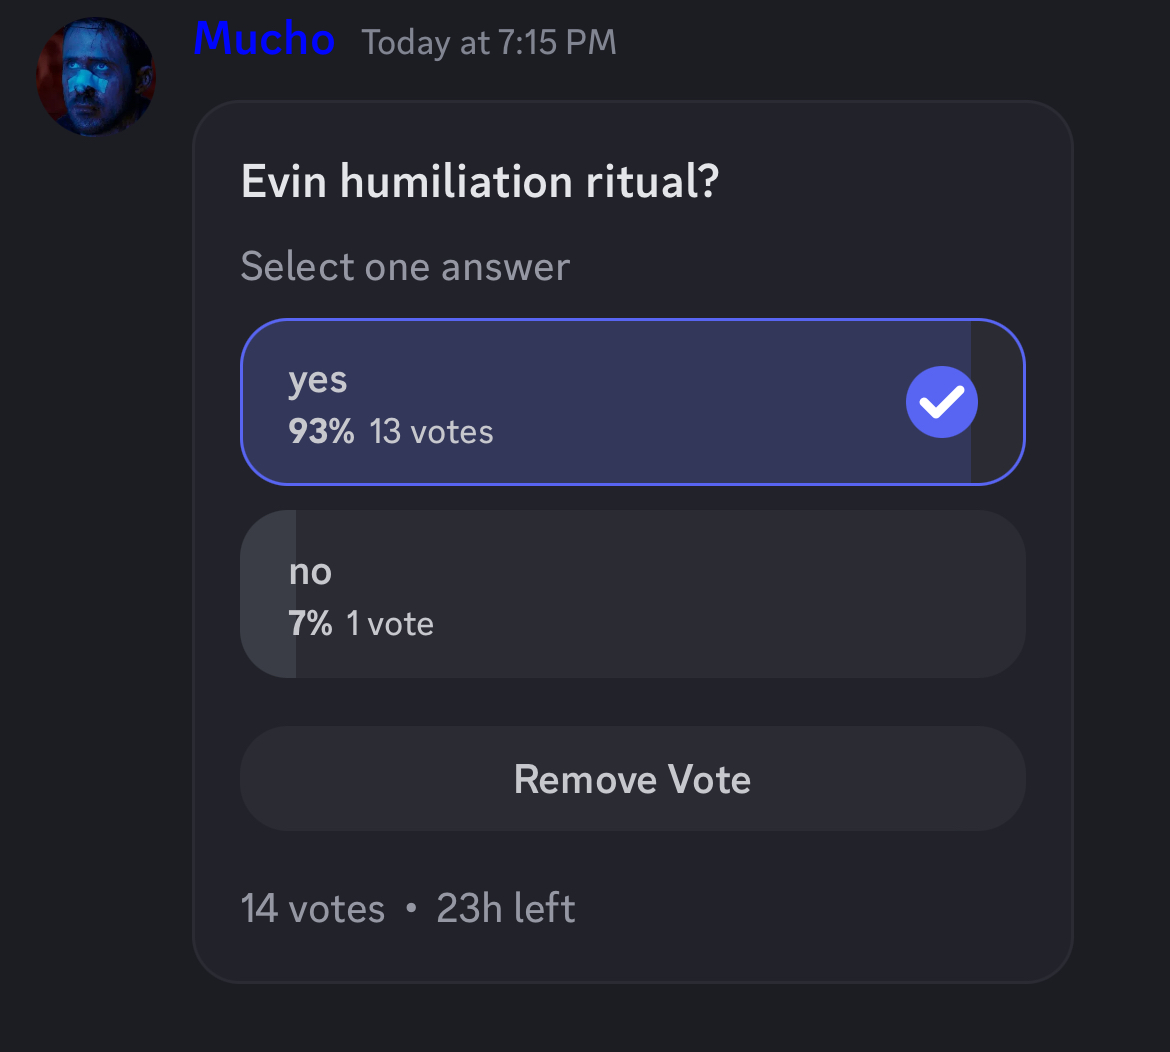 Mucho Today at 7:15 PM
Evin humiliation ritual?
Select one answer
yes
93% 13 votes
no
7% 1 vote
Remove Vote
14 votes • 23h left